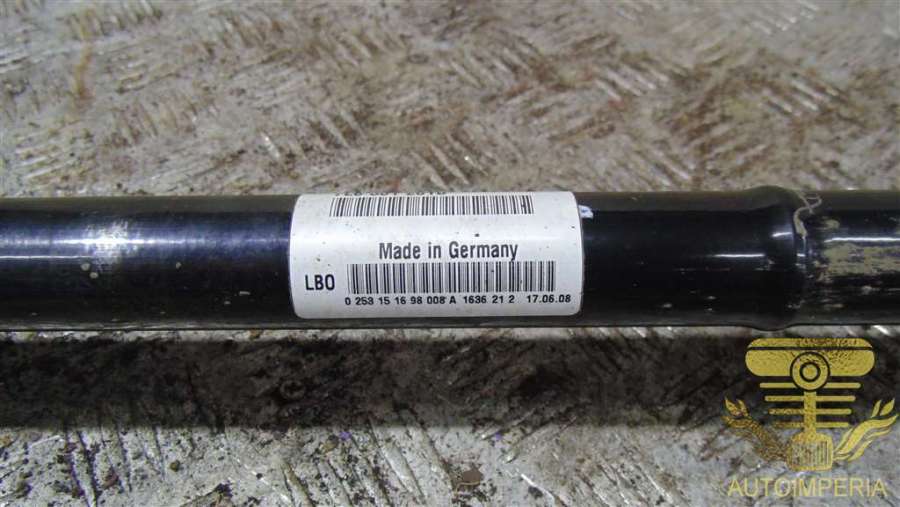 Made in Germany
LBO
0 253 15 16 98 008 A 1636 21 2 17.06.08
AUTOIMPERIA